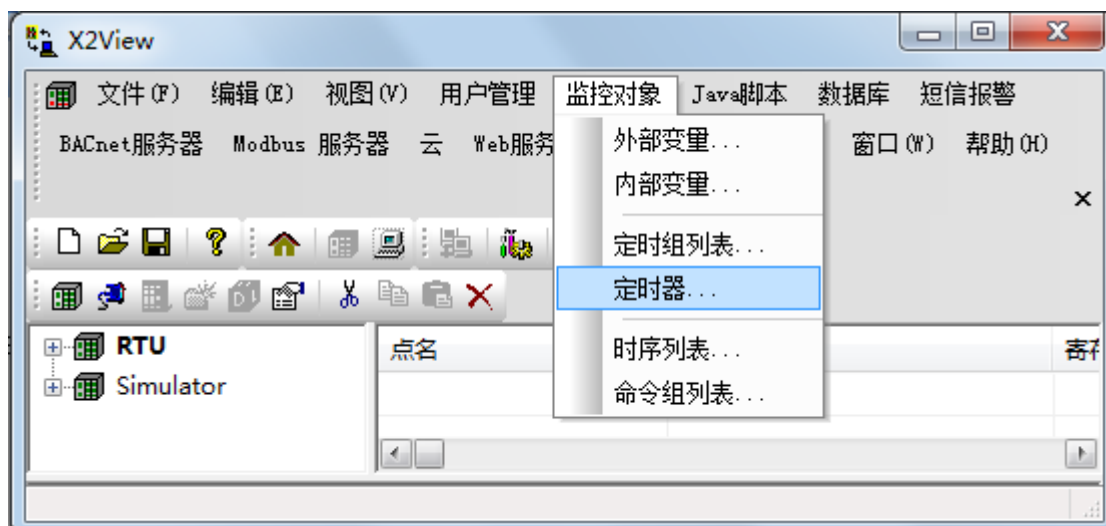 X2View
文件(F) 编辑(E) 视图(V) 用户管理 监控对象 Java脚本 数据库 短信报警
BACnet服务器 Modbus 服务器 云 Web服务 窗口(W) 帮助(H)
外部变量...
内部变量...
定时组列表...
定时器...
时序列表...
命令组列表...
RTU
Simulator
点名